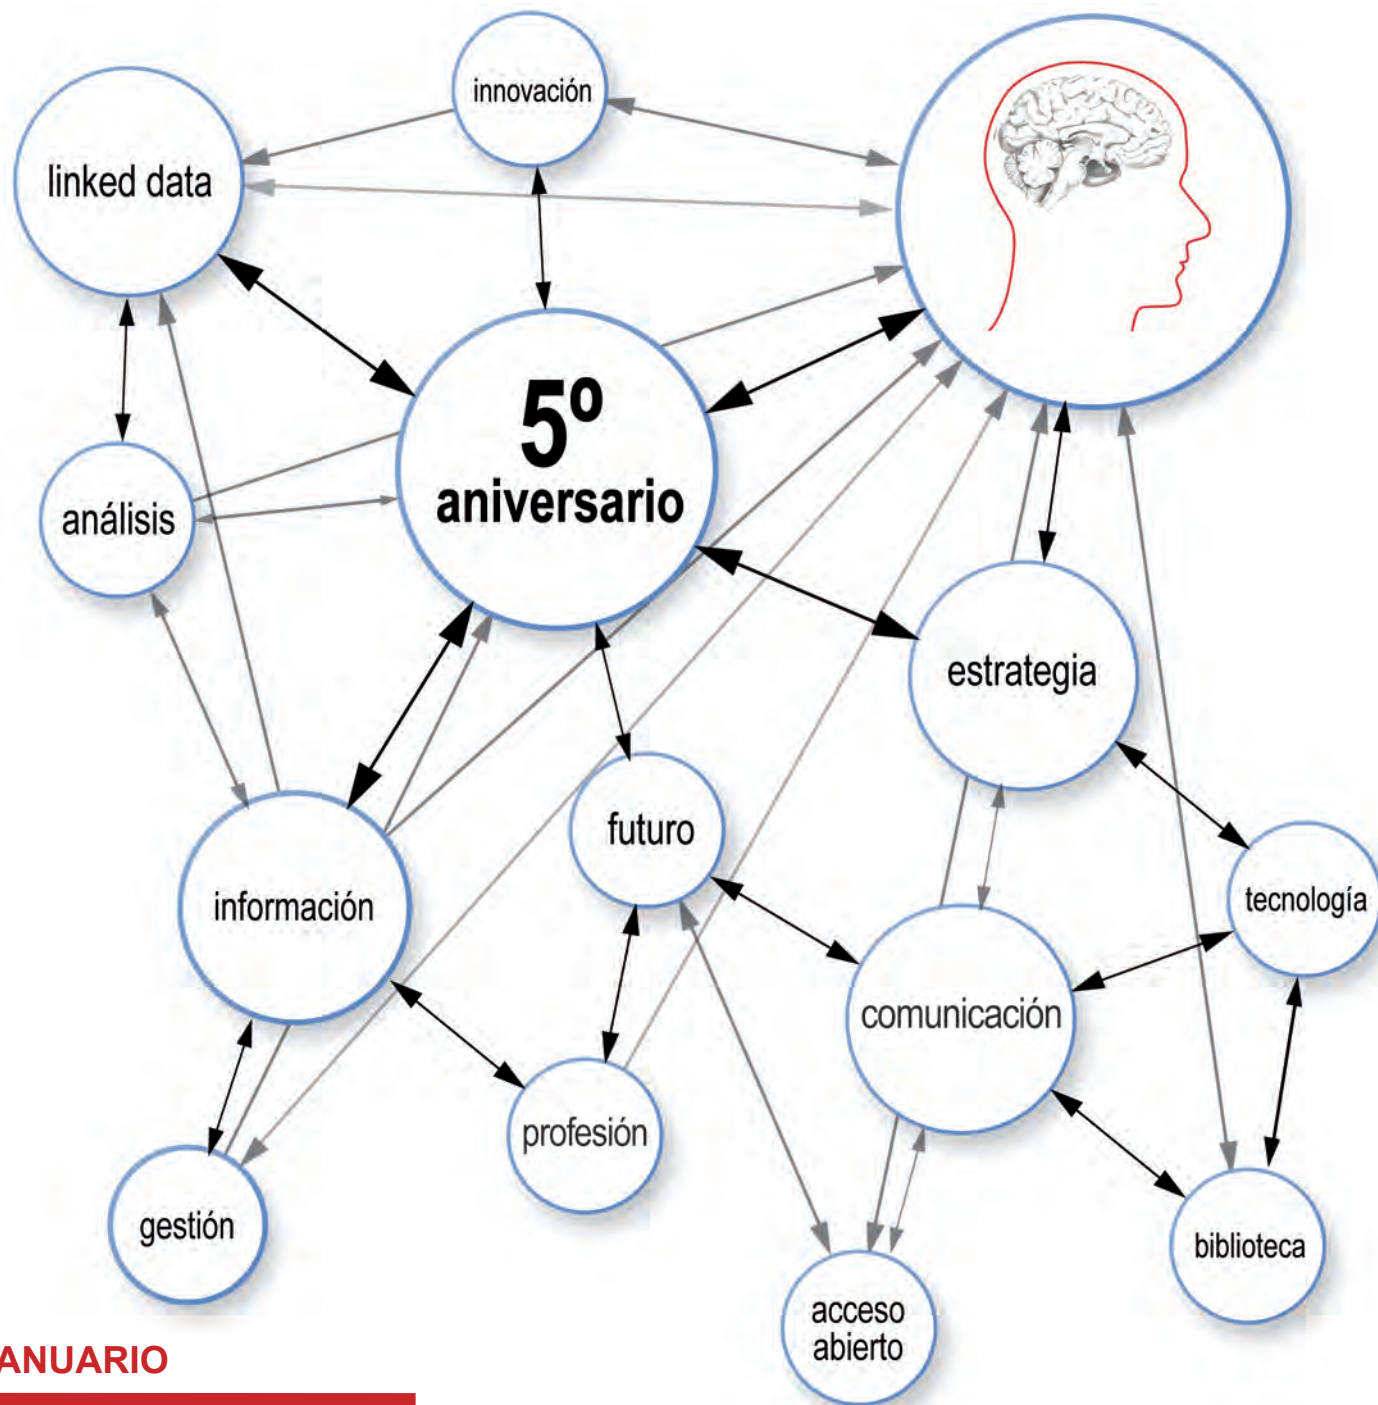 innovación
linked data
5º
aniversario
análisis
estrategia
futuro
información
tecnología
comunicación
profesión
gestión
biblioteca
acceso
abierto
ANUARIO